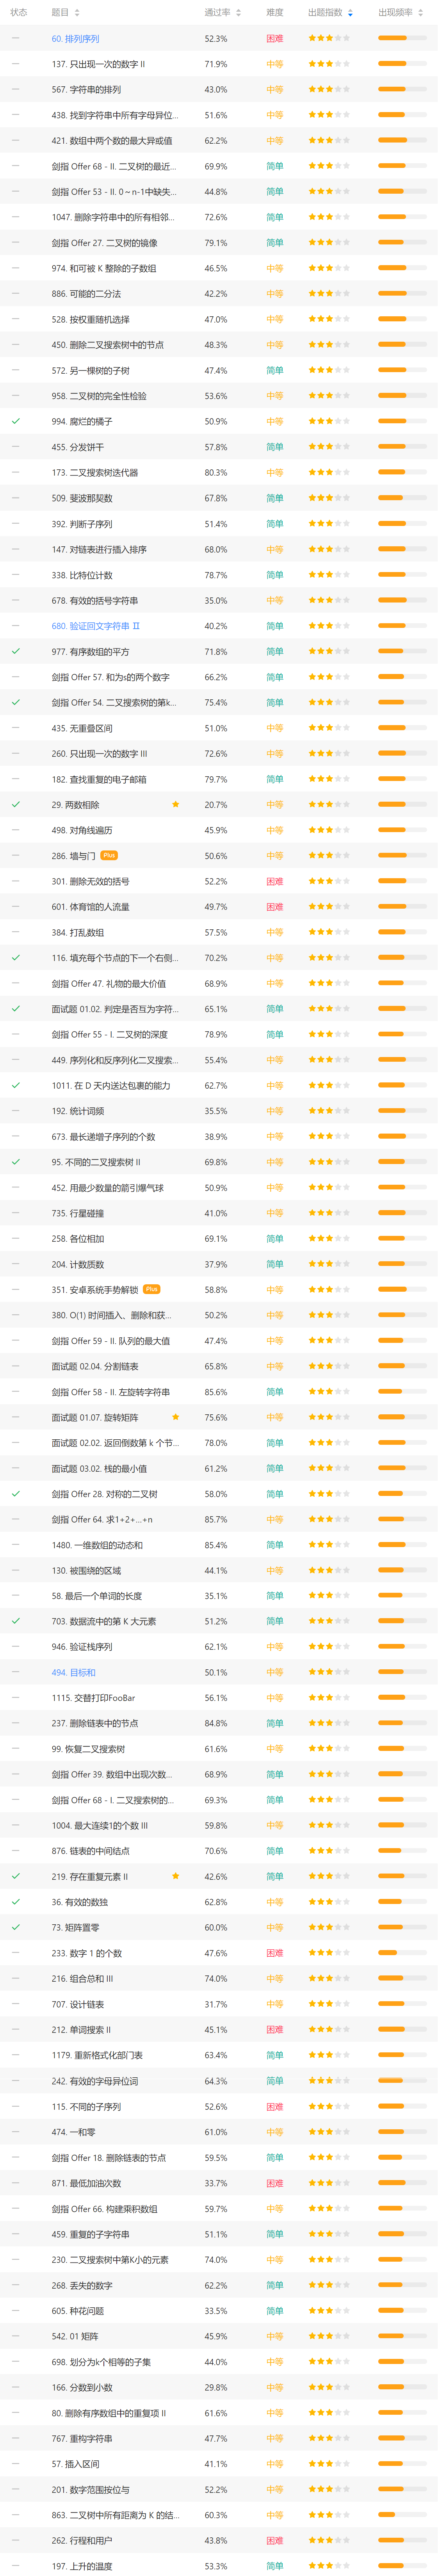 状态 题目 通过率 难度 出题指数 出现频率
60. 排列序列 52.3% 困难
137. 只出现一次的数字 II 71.9% 中等
567. 字符串的排列 43.0% 中等
438. 找到字符串中所有字母异位... 51.6% 中等
421. 数组中两个数的最大异或值 62.2% 中等
剑指 Offer 68 - II. 二叉树的最近... 69.9% 简单
剑指 Offer 53 - II. 0～n-1中缺失... 44.8% 简单
1047. 删除字符串中的所有相邻... 72.6% 简单
剑指 Offer 27. 二叉树的镜像 79.1% 简单
974. 和可被 K 整除的子数组 46.5% 中等
886. 可能的二分法 42.2% 中等
528. 按权重随机选择 47.0% 中等
450. 删除二叉搜索树中的节点 48.3% 中等
572. 另一棵树的子树 47.4% 简单
958. 二叉树的完全性检验 53.6% 中等
994. 腐烂的橘子 50.9% 中等
455. 分发饼干 57.8% 简单
173. 二叉搜索树迭代器 80.3% 中等
509. 斐波那契数 67.8% 简单
392. 判断子序列 51.4% 简单
147. 对链表进行插入排序 68.0% 中等
338. 比特位计数 78.7% 简单
678. 有效的括号字符串 35.0% 中等
680. 验证回文字符串 Ⅱ 40.2% 简单
977. 有序数组的平方 71.8% 简单
剑指 Offer 57. 和为s的两个数字 66.2% 简单
剑指 Offer 54. 二叉搜索树的第k... 75.4% 简单
435. 无重叠区间 51.0% 中等
260. 只出现一次的数字 III 72.6% 中等
182. 查找重复的电子邮箱 79.7% 简单
29. 两数相除 20.7% 中等
498. 对角线遍历 45.9% 中等
286. 墙与门 Plus 50.6% 中等
301. 删除无效的括号 52.2% 困难
601. 体育馆的人流量 49.7% 困难
384. 打乱数组 57.5% 中等
116. 填充每个节点的下一个右侧... 70.2% 中等
剑指 Offer 47. 礼物的最大价值 68.9% 中等
面试题 01.02. 判定是否互为字符... 65.1% 简单
剑指 Offer 55 - I. 二叉树的深度 78.9% 简单
449. 序列化和反序列化二叉搜索... 55.4% 中等
1011. 在 D 天内送达包裹的能力 62.7% 中等
192. 统计词频 35.5% 中等
673. 最长递增子序列的个数 38.9% 中等
95. 不同的二叉搜索树 II 69.8% 中等
452. 用最少数量的箭引爆气球 50.9% 中等
735. 行星碰撞 41.0% 中等
258. 各位相加 69.1% 简单
204. 计数质数 37.9% 简单
351. 安卓系统手势解锁 Plus 58.8% 中等
380. O(1) 时间插入、删除和获... 50.2% 中等
剑指 Offer 59 - II. 队列的最大值 47.4% 中等
面试题 02.04. 分割链表 65.8% 中等
剑指 Offer 58 - II. 左旋转字符串 85.6% 简单
面试题 01.07. 旋转矩阵 75.6% 中等
面试题 02.02. 返回倒数第 k 个节... 78.0% 简单
面试题 03.02. 栈的最小值 61.2% 简单
剑指 Offer 28. 对称的二叉树 58.0% 简单
剑指 Offer 64. 求1+2+…+n 85.7% 中等
1480. 一维数组的动态和 85.4% 简单
130. 被围绕的区域 44.1% 中等
58. 最后一个单词的长度 35.1% 简单
703. 数据流中的第 K 大元素 51.2% 简单
946. 验证栈序列 62.1% 中等
494. 目标和 50.1% 中等
1115. 交替打印FooBar 56.1% 中等
237. 删除链表中的节点 84.8% 简单
99. 恢复二叉搜索树 61.6% 中等
剑指 Offer 39. 数组中出现次数... 68.9% 简单
剑指 Offer 68 - I. 二叉搜索树的... 69.3% 简单
1004. 最大连续1的个数 III 59.8% 中等
876. 链表的中间结点 70.6% 简单
219. 存在重复元素 II 42.6% 简单
36. 有效的数独 62.8% 中等
73. 矩阵置零 60.0% 中等
233. 数字 1 的个数 47.6% 困难
216. 组合总和 III 74.0% 中等
707. 设计链表 31.7% 中等
212. 单词搜索 II 45.1% 困难
1179. 重新格式化部门表 63.4% 简单
242. 有效的字母异位词 64.3% 简单
115. 不同的子序列 52.6% 困难
474. 一和零 61.0% 中等
剑指 Offer 18. 删除链表的节点 59.5% 简单
871. 最低加油次数 33.7% 困难
剑指 Offer 66. 构建乘积数组 59.7% 中等
459. 重复的子字符串 51.1% 简单
230. 二叉搜索树中第K小的元素 74.0% 中等
268. 丢失的数字 62.2% 简单
605. 种花问题 33.5% 简单
542. 01 矩阵 45.9% 中等
698. 划分为k个相等的子集 44.0% 中等
166. 分数到小数 29.8% 中等
80. 删除有序数组中的重复项 II 61.6% 中等
767. 重构字符串 47.7% 中等
57. 插入区间 41.1% 中等
201. 数字范围按位与 52.2% 中等
863. 二叉树中所有距离为 K 的结... 60.3% 中等
262. 行程和用户 43.8% 困难
197. 上升的温度 53.3% 简单